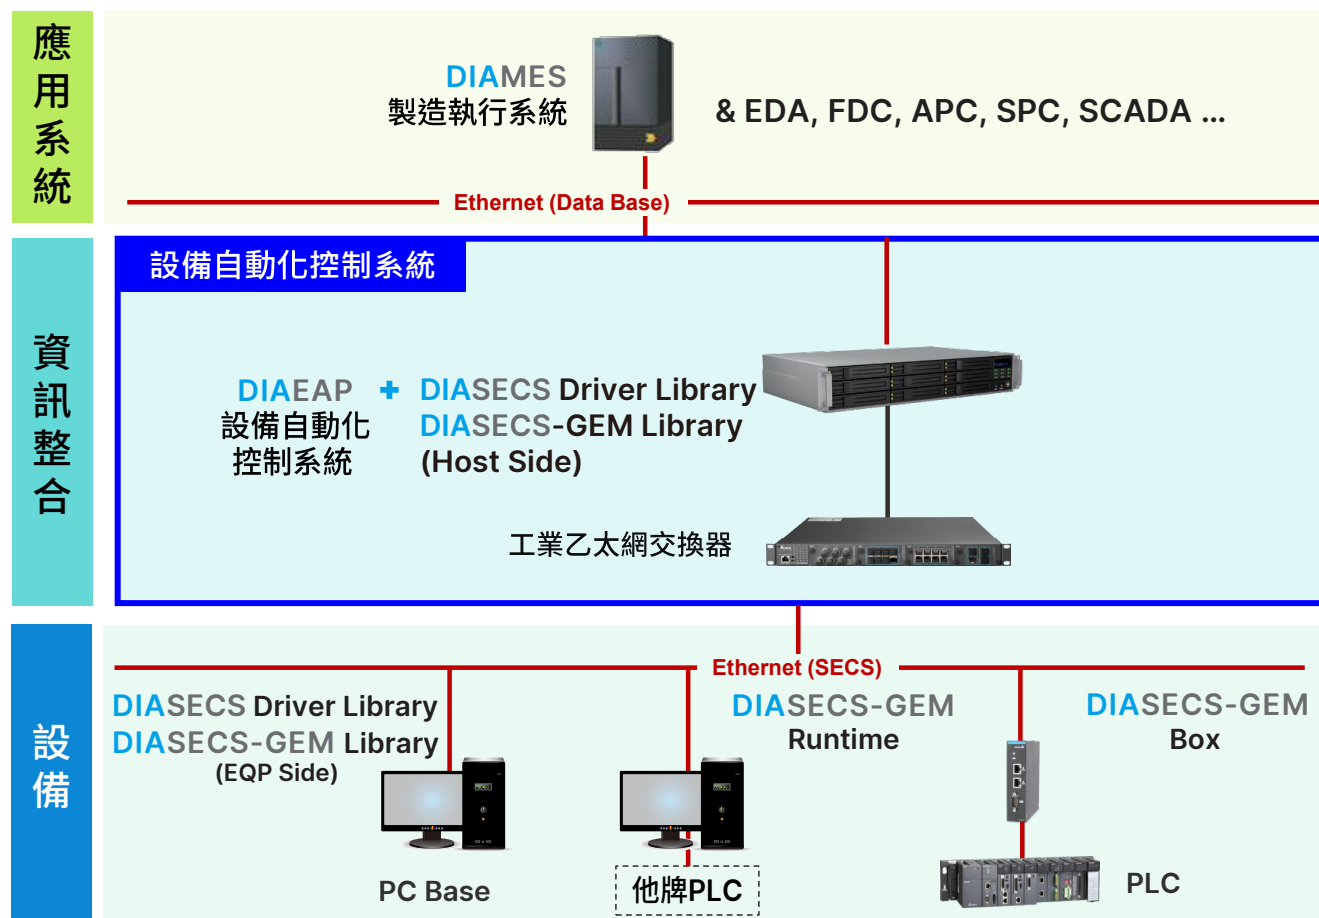 應用系統
DIAMES
製造執行系統
& EDA, FDC, APC, SPC, SCADA ...
Ethernet (Data Base)
資訊整合
設備自動化控制系統
DIAEAP
設備自動化
控制系統
+
DIASECS Driver Library
DIASECS-GEM Library
(Host Side)
工業乙太網交換器
設備
Ethernet (SECS)
DIASECS Driver Library
DIASECS-GEM Library
(EQP Side)
PC Base
他牌PLC
DIASECS-GEM
Runtime
DIASECS-GEM
Box
PLC